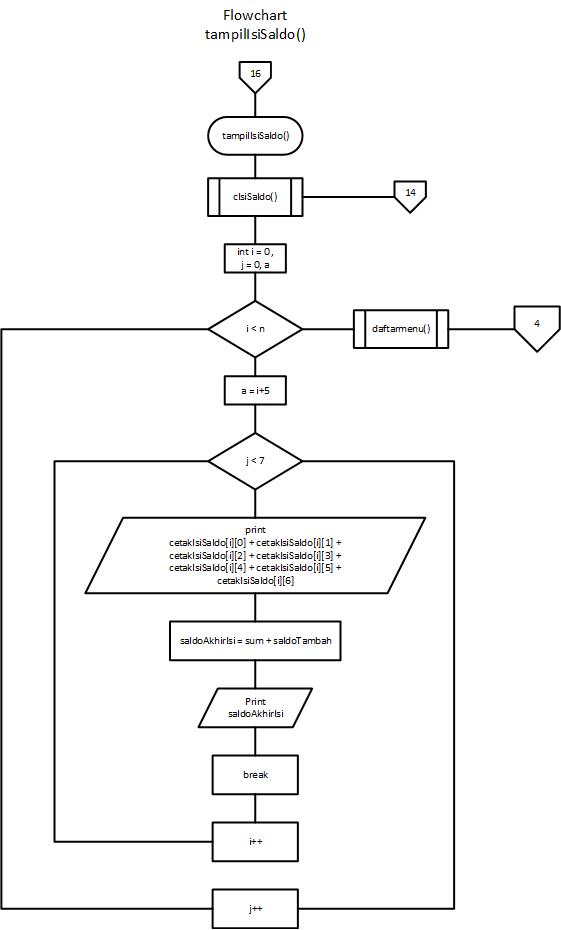 Flowchart
tampilIsiSaldo()
16
tampilIsiSaldo()
cIsiSaldo()
14
int i = 0,
j = 0, a
i < n
daftarmenu()
4
a = i+5
j < 7
print
cetakIsiSaldo[i][0] + cetakIsiSaldo[i][1] +
cetakIsiSaldo[i][2] + cetakIsiSaldo[i][3] +
cetakIsiSaldo[i][4] + cetakIsiSaldo[i][5] +
cetakIsiSaldo[i][6]
saldoAkhirIsi = sum + saldoTambah
Print
saldoAkhirIsi
break
i++
j++